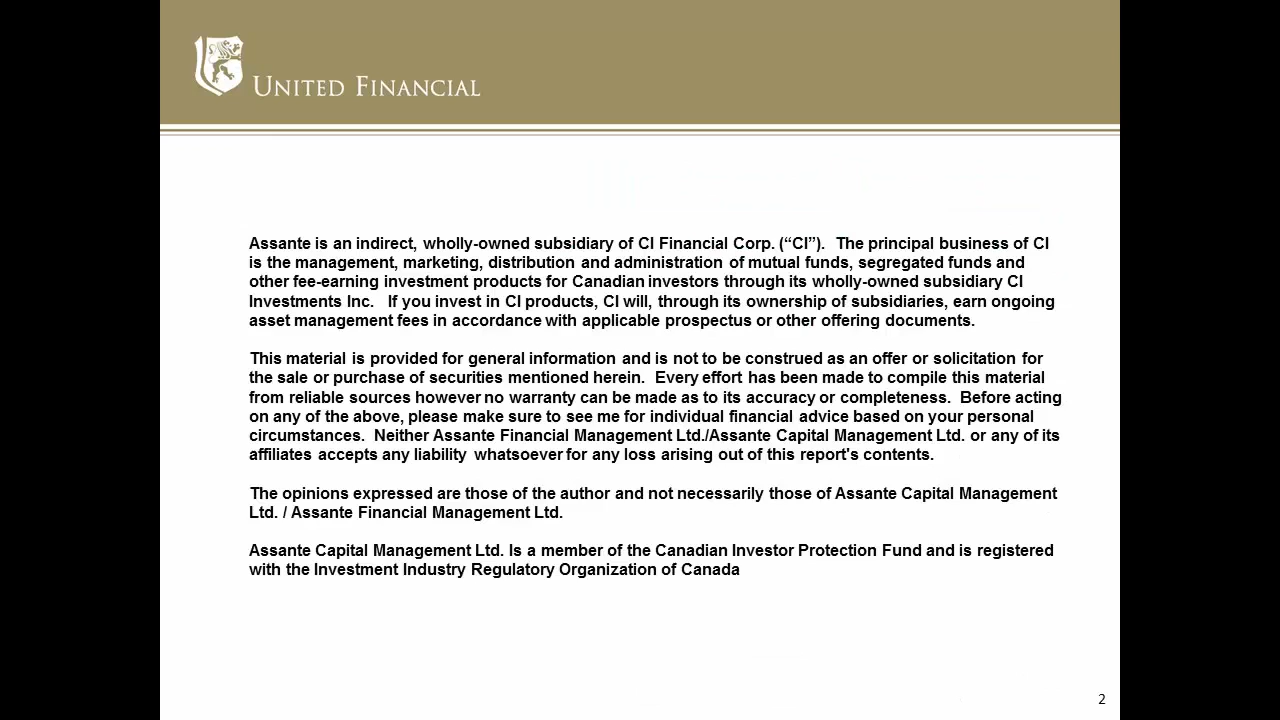 UNITED FINANCIAL
Assante is an indirect, wholly-owned subsidiary of CI Financial Corp. (“CI”).  The principal business of CI
is the management, marketing, distribution and administration of mutual funds, segregated funds and
other fee-earning investment products for Canadian investors through its wholly-owned subsidiary CI
Investments Inc.   If you invest in CI products, CI will, through its ownership of subsidiaries, earn ongoing
asset management fees in accordance with applicable prospectus or other offering documents.
This material is provided for general information and is not to be construed as an offer or solicitation for
the sale or purchase of securities mentioned herein.  Every effort has been made to compile this material
from reliable sources however no warranty can be made as to its accuracy or completeness.  Before acting
on any of the above, please make sure to see me for individual financial advice based on your personal
circumstances.  Neither Assante Financial Management Ltd./Assante Capital Management Ltd. or any of its
affiliates accepts any liability whatsoever for any loss arising out of this report's contents.
The opinions expressed are those of the author and not necessarily those of Assante Capital Management
Ltd. / Assante Financial Management Ltd.
Assante Capital Management Ltd. Is a member of the Canadian Investor Protection Fund and is registered
with the Investment Industry Regulatory Organization of Canada
2